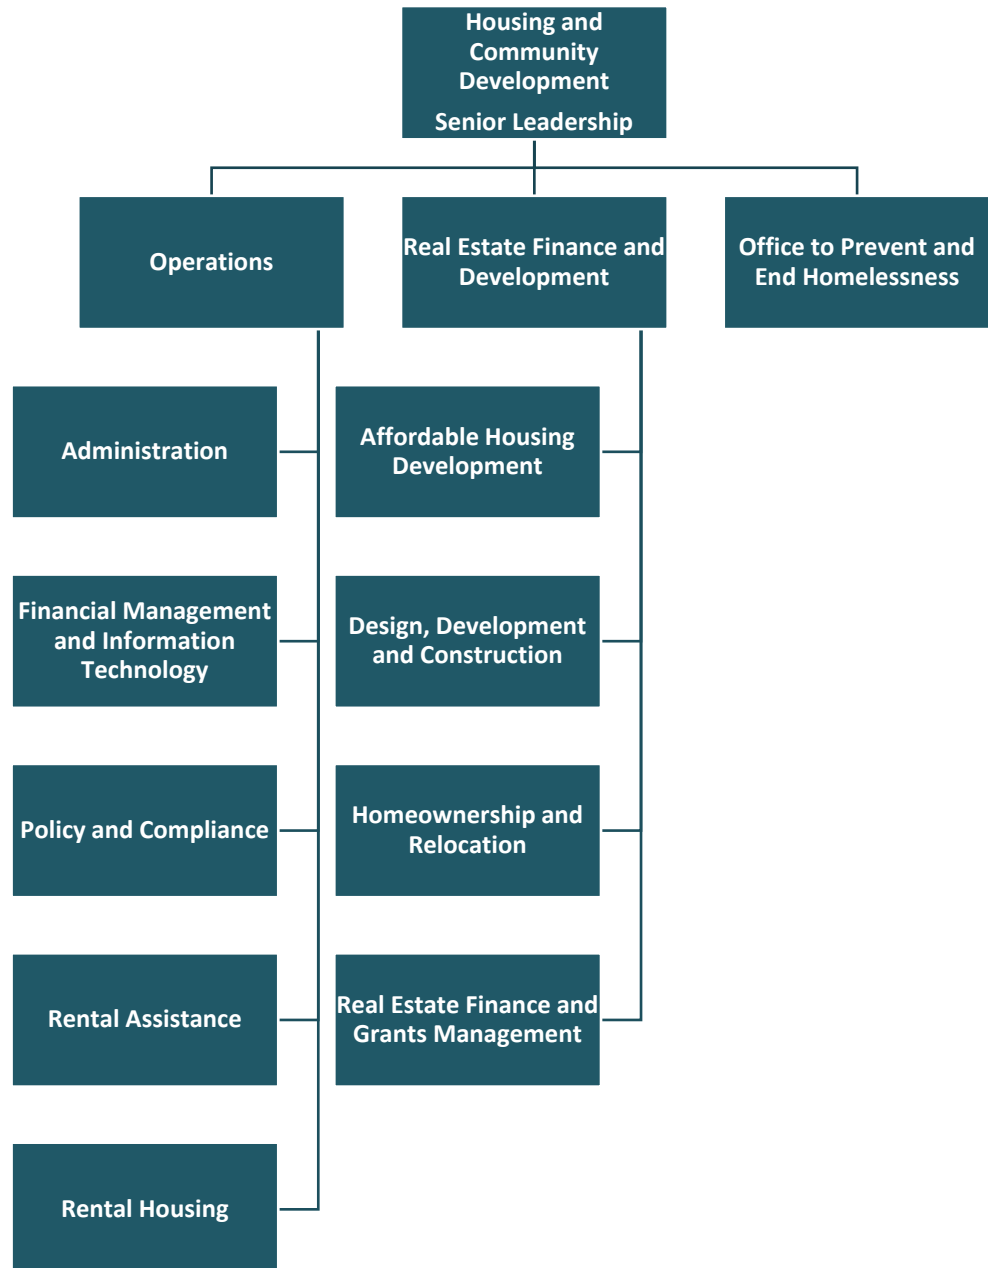 Housing and
Community
Development
Senior Leadership
Operations
Real Estate Finance and
Development
Office to Prevent and
End Homelessness
Administration
Affordable Housing
Development
Financial Management
and Information
Technology
Design, Development
and Construction
Policy and Compliance
Homeownership and
Relocation
Rental Assistance
Real Estate Finance and
Grants Management
Rental Housing